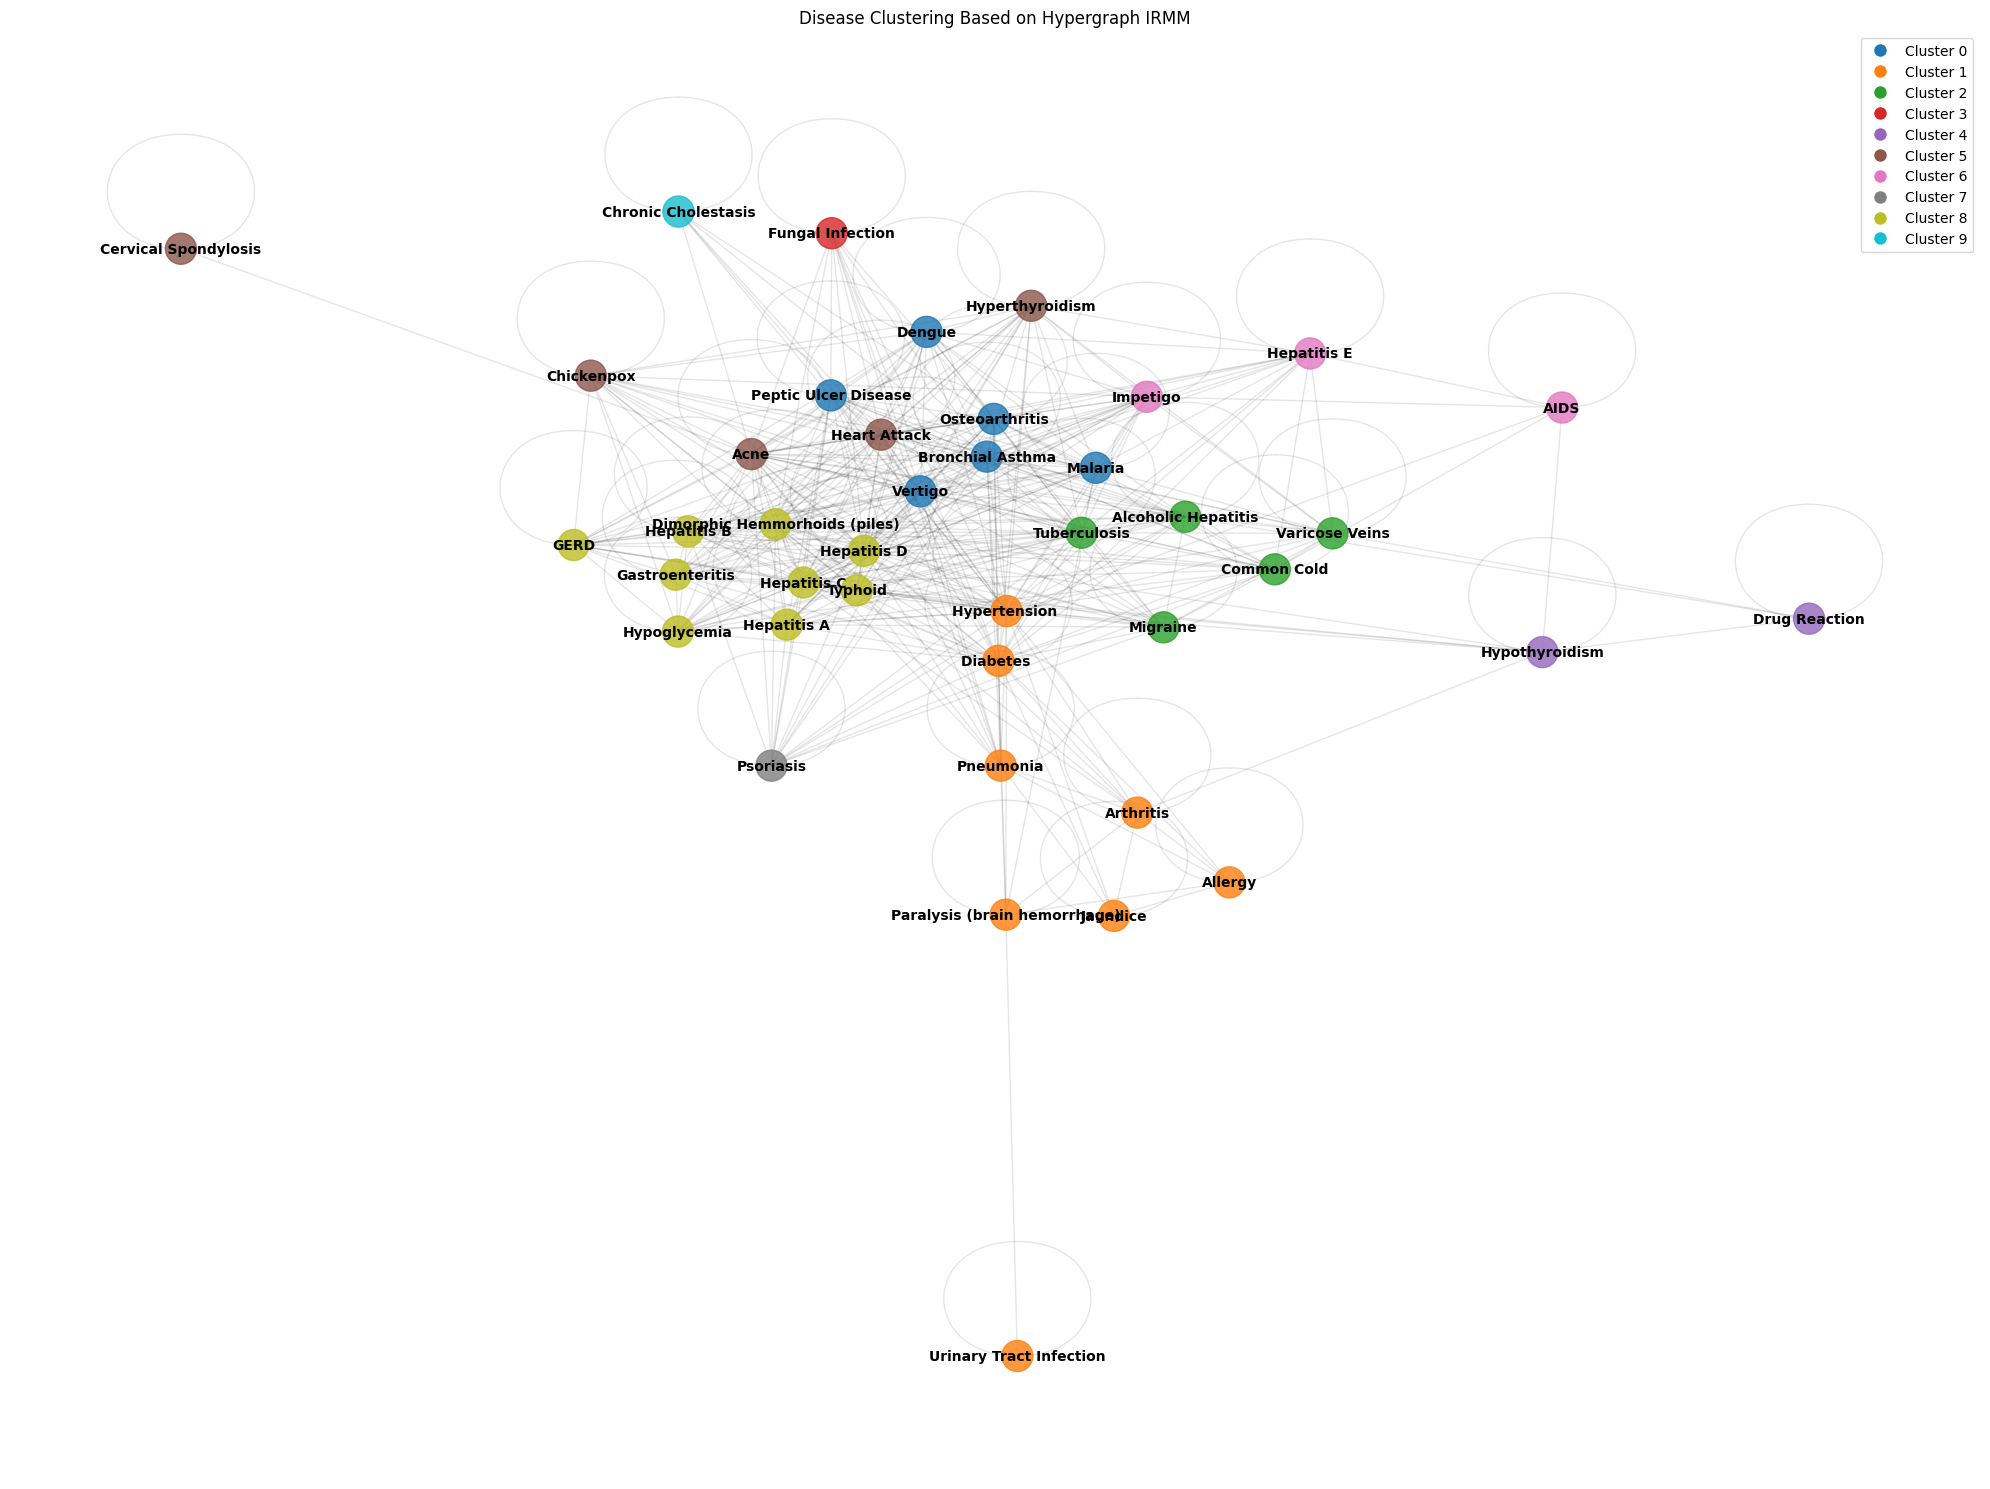 Disease Clustering Based on Hypergraph IRMM
Cluster 0
Cluster 1
Cluster 2
Cluster 3
Cluster 4
Cluster 5
Cluster 6
Cluster 7
Cluster 8
Cluster 9
Chronic Cholestasis
Fungal Infection
Cervical Spondylosis
Hyperthyroidism
Dengue
Hepatitis E
Chickenpox
Peptic Ulcer Disease
Impetigo
AIDS
Osteoarthritis
Heart Attack
Acne
Bronchial Asthma
Malaria
Vertigo
Alcoholic Hepatitis
Dimorphic Hemmorhoids (piles)
Hepatitis B
Tuberculosis
Varicose Veins
GERD
Hepatitis D
Common Cold
Gastroenteritis
Hepatitis C
Typhoid
Hypertension
Drug Reaction
Hepatitis A
Migraine
Hypoglycemia
Hypothyroidism
Diabetes
Psoriasis
Pneumonia
Arthritis
Allergy
Paralysis (brain hemorrhage)
Jaundice
Urinary Tract Infection